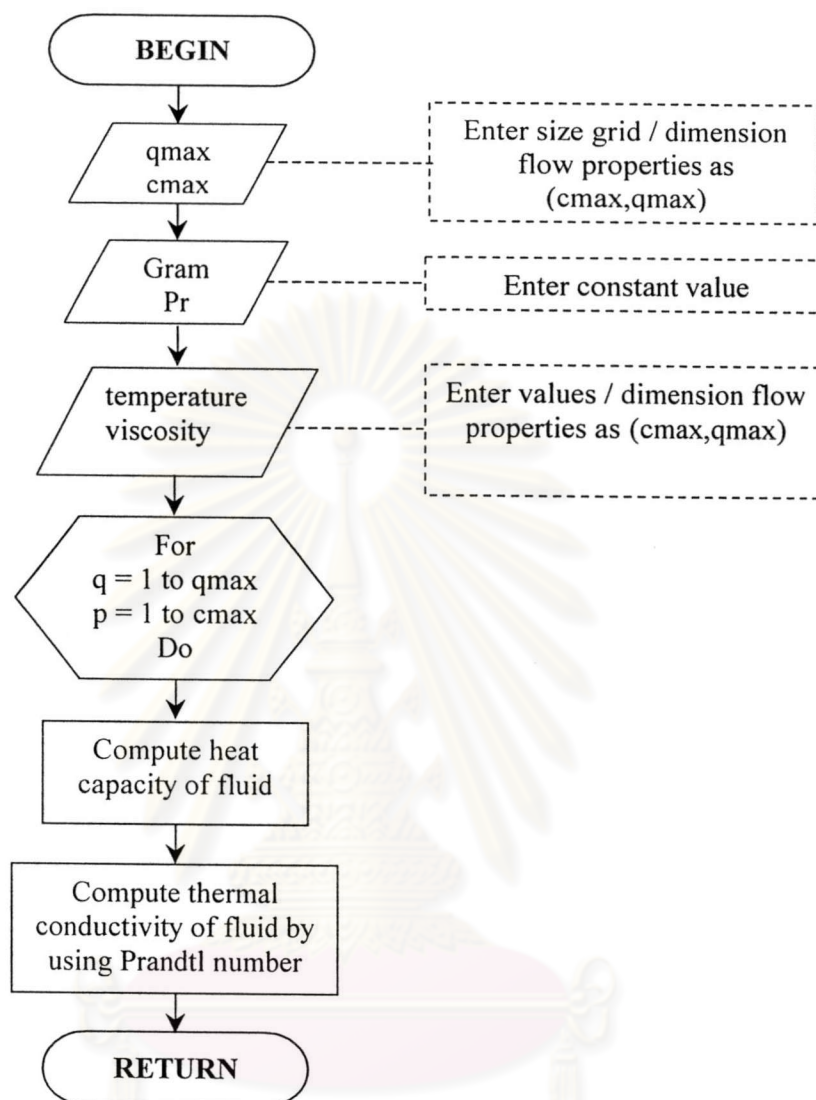 BEGIN
qmax
cmax
Enter size grid / dimension
flow properties as
(cmax,qmax)
Gram
Pr
Enter constant value
temperature
viscosity
Enter values / dimension flow
properties as (cmax,qmax)
For
q = 1 to qmax
p = 1 to cmax
Do
Compute heat
capacity of fluid
Compute thermal
conductivity of fluid by
using Prandtl number
RETURN